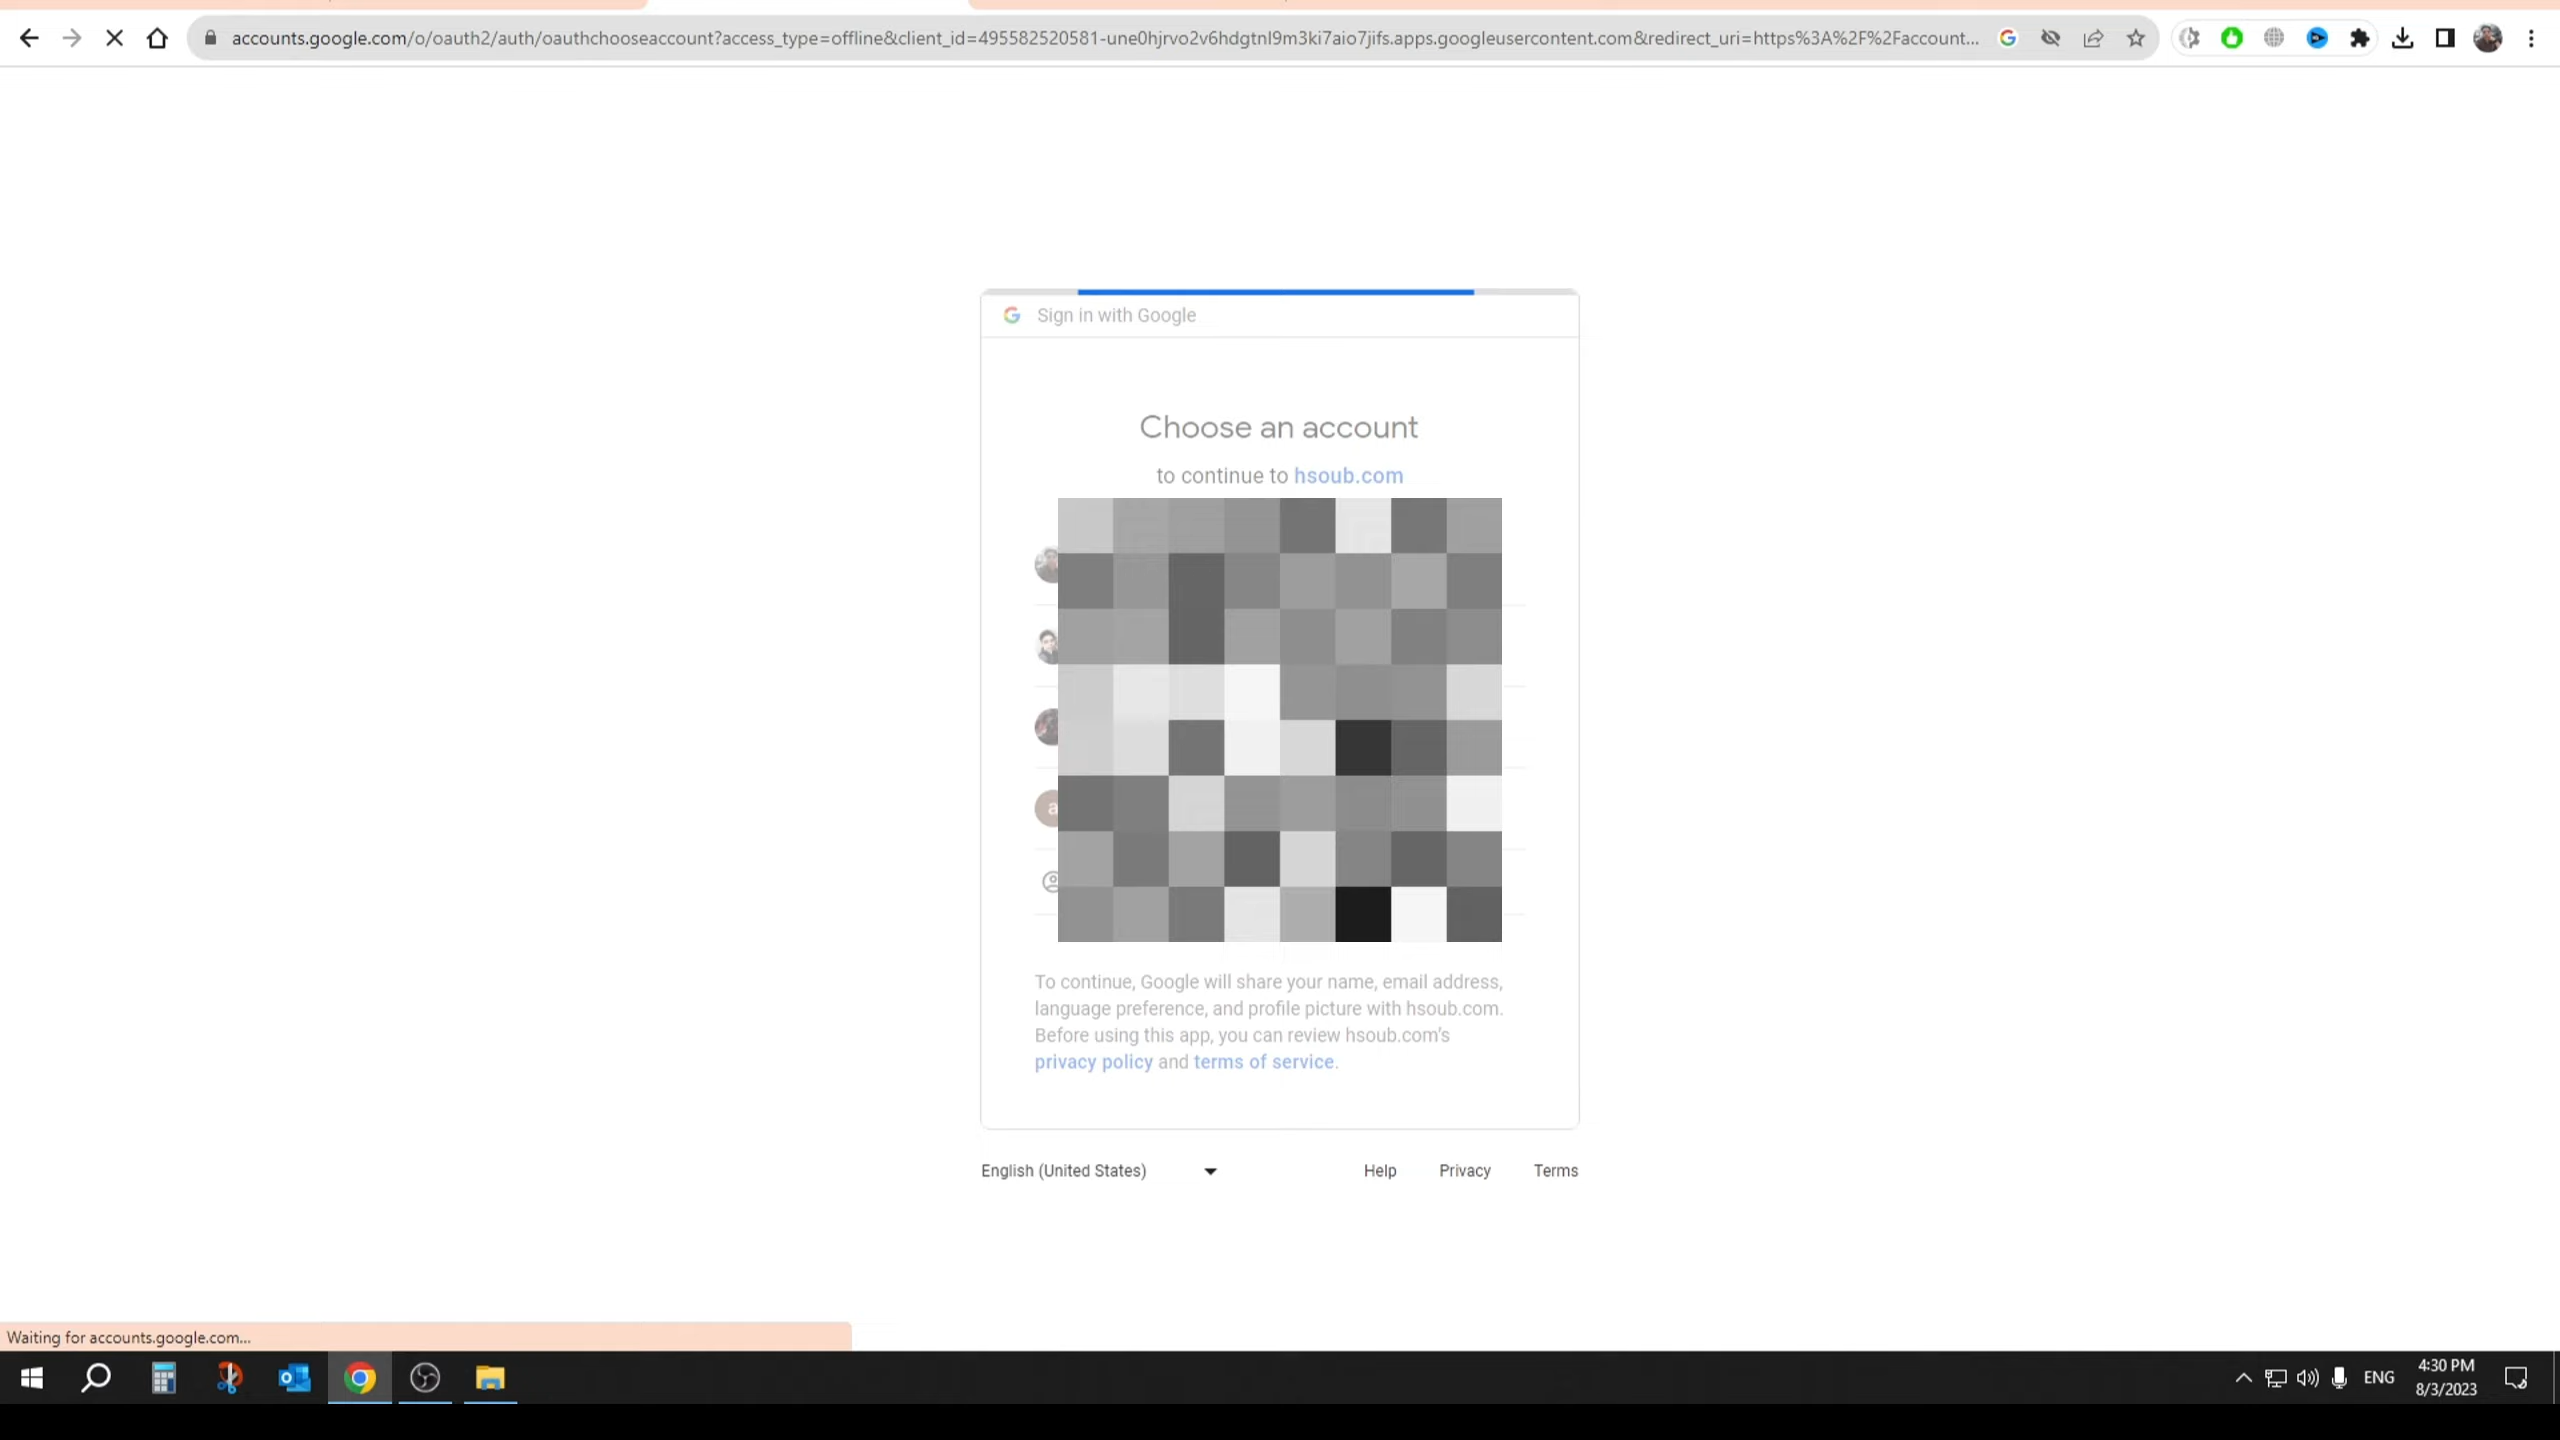 accounts.google.com/o/oauth2/auth/oauthchooseaccount?access_type=offline&client_id=495582520581-une0hjrvo2v6hdgtnl9m3ki7aio7jifs.apps.googleusercontent.com&redirect_uri=https%3A%2F%2Faccount...
Sign in with Google
Choose an account
to continue to hsoub.com
a
To continue, Google will share your name, email address,
language preference, and profile picture with hsoub.com.
Before using this app, you can review hsoub.com's
privacy policy and terms of service.
English (United States)
Help Privacy Terms
Waiting for accounts.google.com...
ENG
4:30 PM
8/3/2023